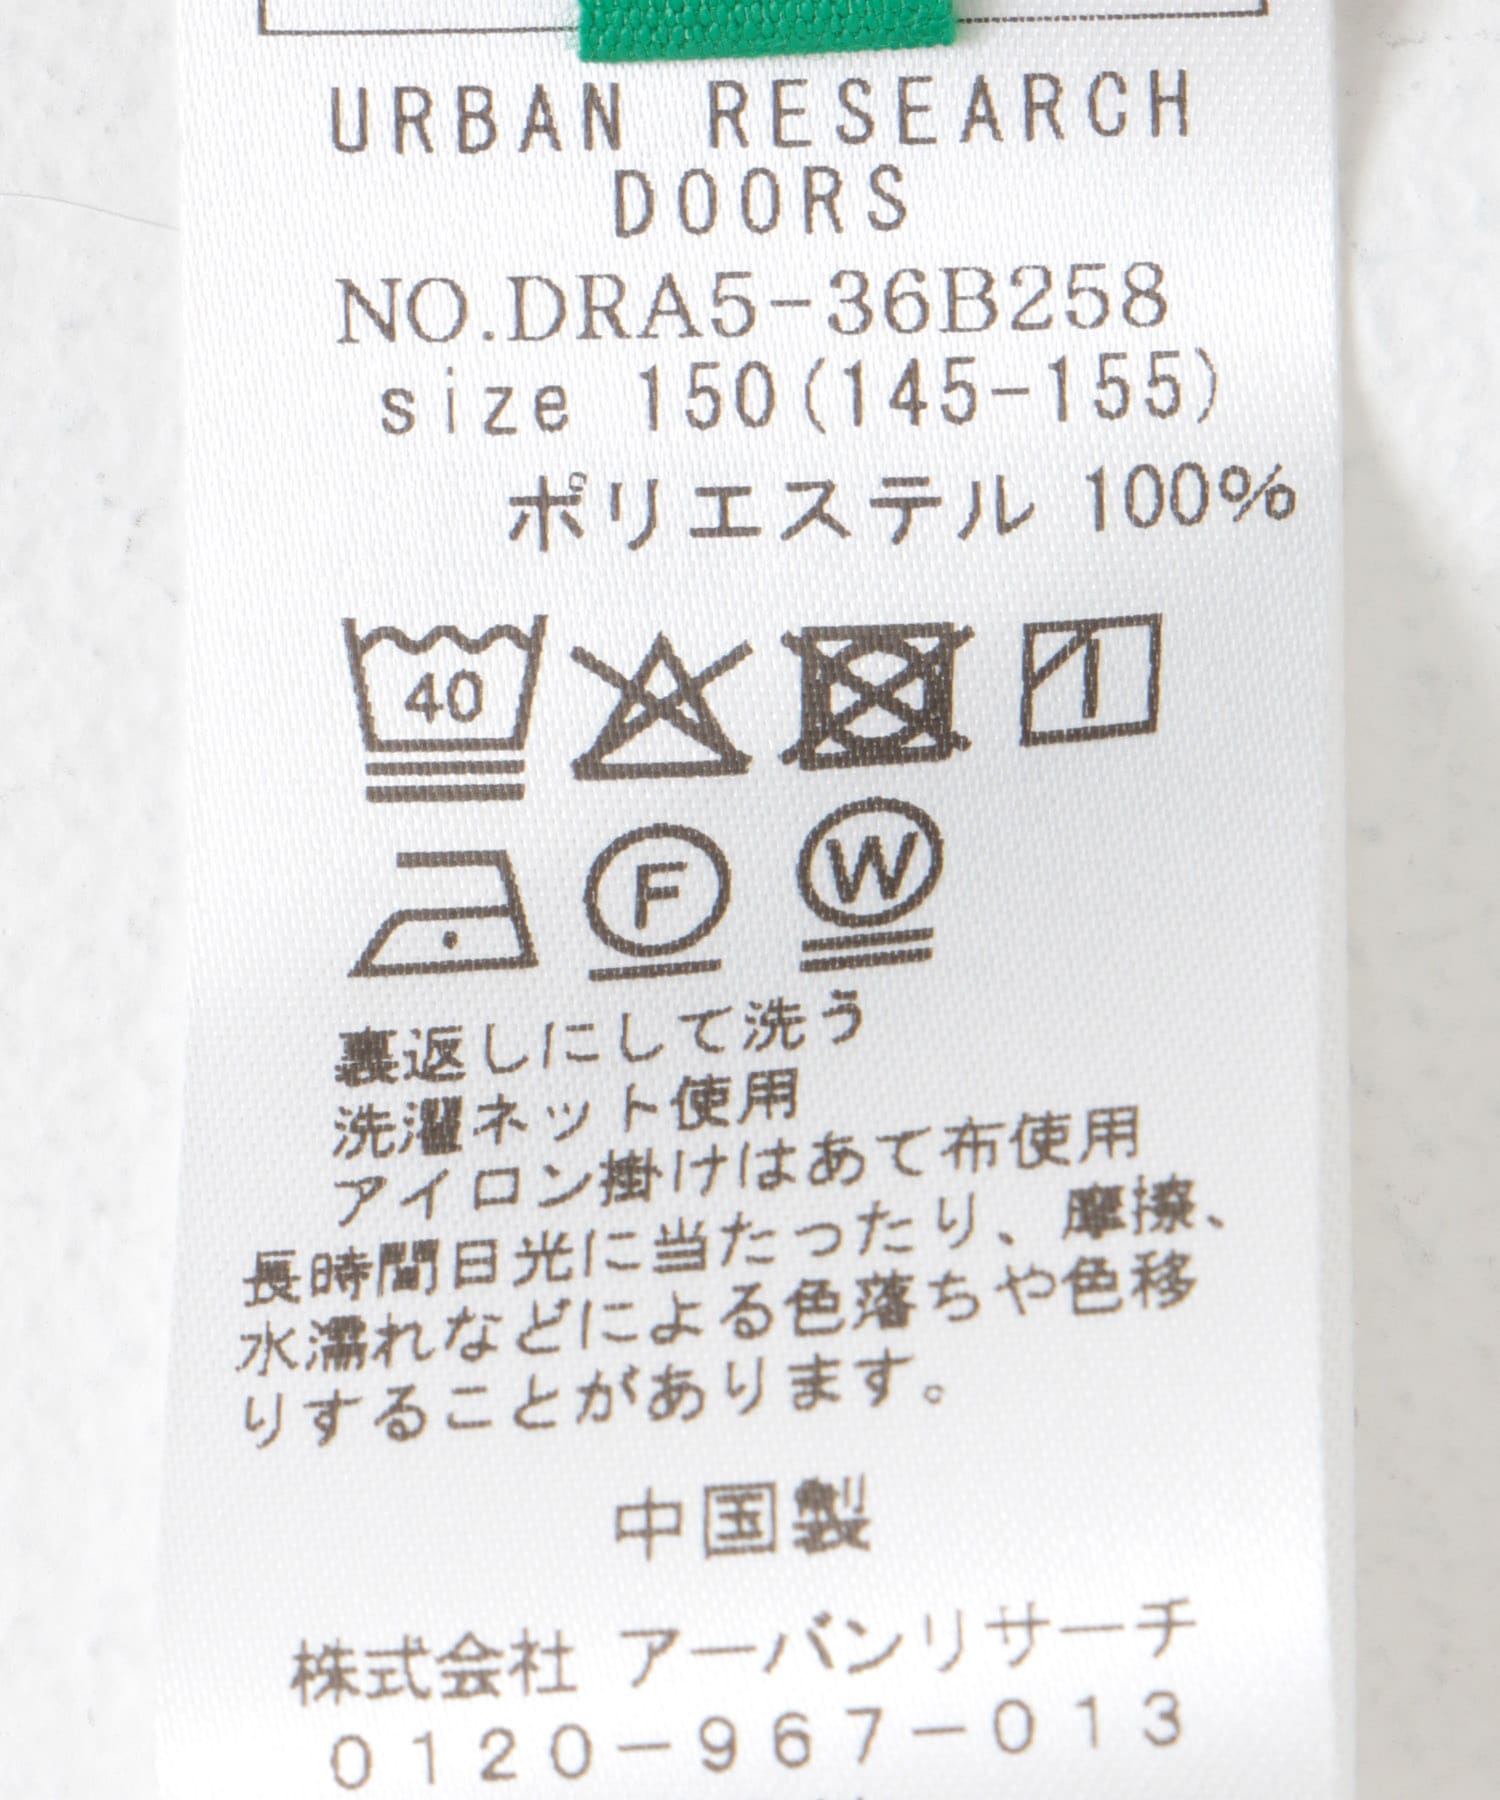 URBAN RESEARCH
DOORS
NO.DRA5-36B258
size 150(145-155)
ポリエステル 100%
40
F
W
裏返しにして洗う
洗濯ネット使用
アイロン掛けはあて布使用
長時間日光に当たったり、摩擦、
水濡れなどによる色落ちや色移
りすることがあります。
中国製
株式会社 アーバンリサーチ
0120-967-013